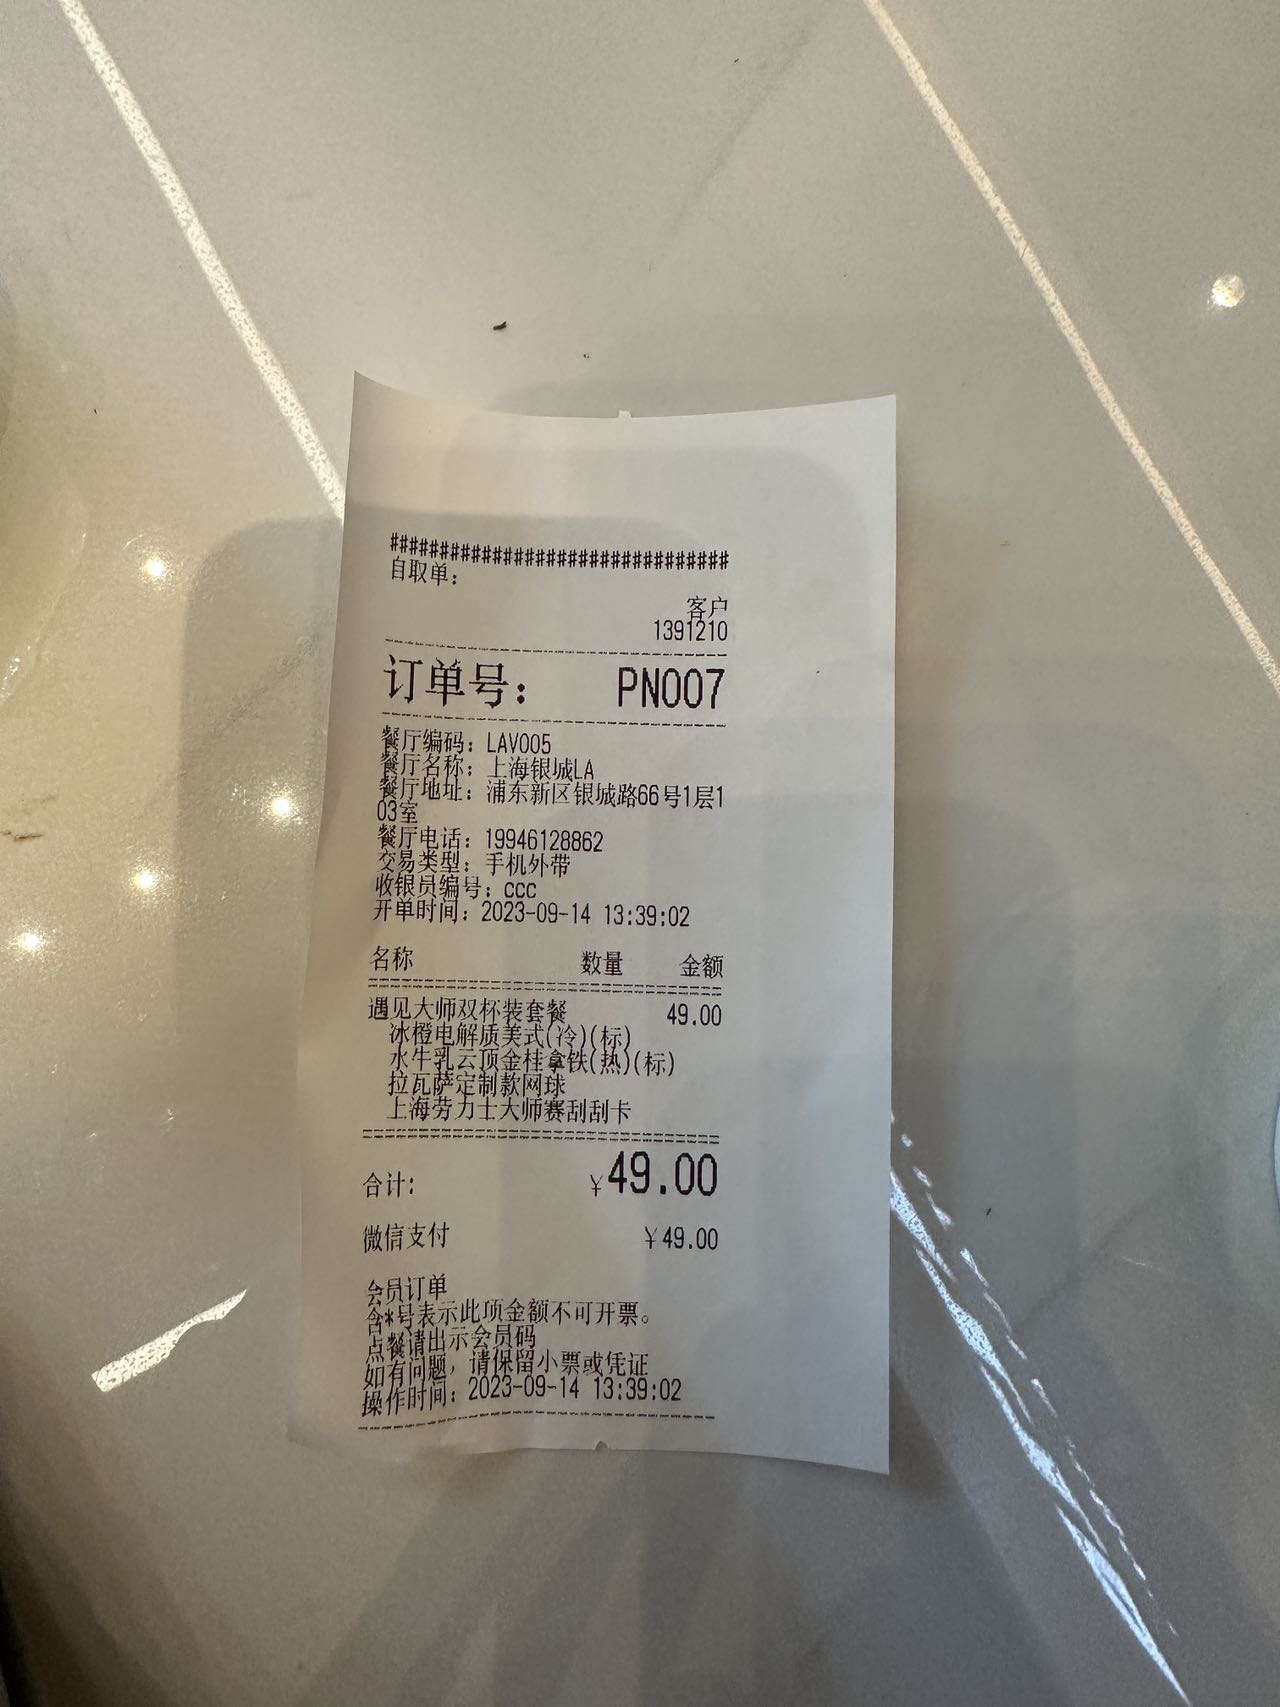 ################################
自取单：
客户
1391210
订单号： PN007
餐厅编码：LAV005
餐厅名称：上海银城LA
餐厅地址：浦东新区银城路66号1层1
03室
餐厅电话：19946128862
交易类型：手机外带
收银员编号：ccc
开单时间：2023-09-14 13:39:02
名称 数量 金额
遇见大师双杯装套餐 49.00
冰橙电解质美式(冷)(标)
水牛乳云顶金桂拿铁(热)(标)
拉瓦萨定制款网球
上海劳力士大师赛刮刮卡
合计： ￥49.00
微信支付 ￥49.00
会员订单
含*号表示此项金额不可开票。
点餐请出示会员码
如有问题，请保留小票或凭证
操作时间：2023-09-14 13:39:02